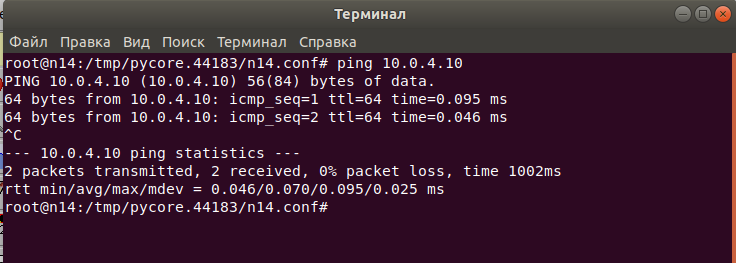 Терминал
Файл Правка Вид Поиск Терминал Справка
root@n14:/tmp/pycore.44183/n14.conf# ping 10.0.4.10
PING 10.0.4.10 (10.0.4.10) 56(84) bytes of data.
64 bytes from 10.0.4.10: icmp_seq=1 ttl=64 time=0.095 ms
64 bytes from 10.0.4.10: icmp_seq=2 ttl=64 time=0.046 ms
^C
--- 10.0.4.10 ping statistics ---
2 packets transmitted, 2 received, 0% packet loss, time 1002ms
rtt min/avg/max/mdev = 0.046/0.070/0.095/0.025 ms
root@n14:/tmp/pycore.44183/n14.conf#